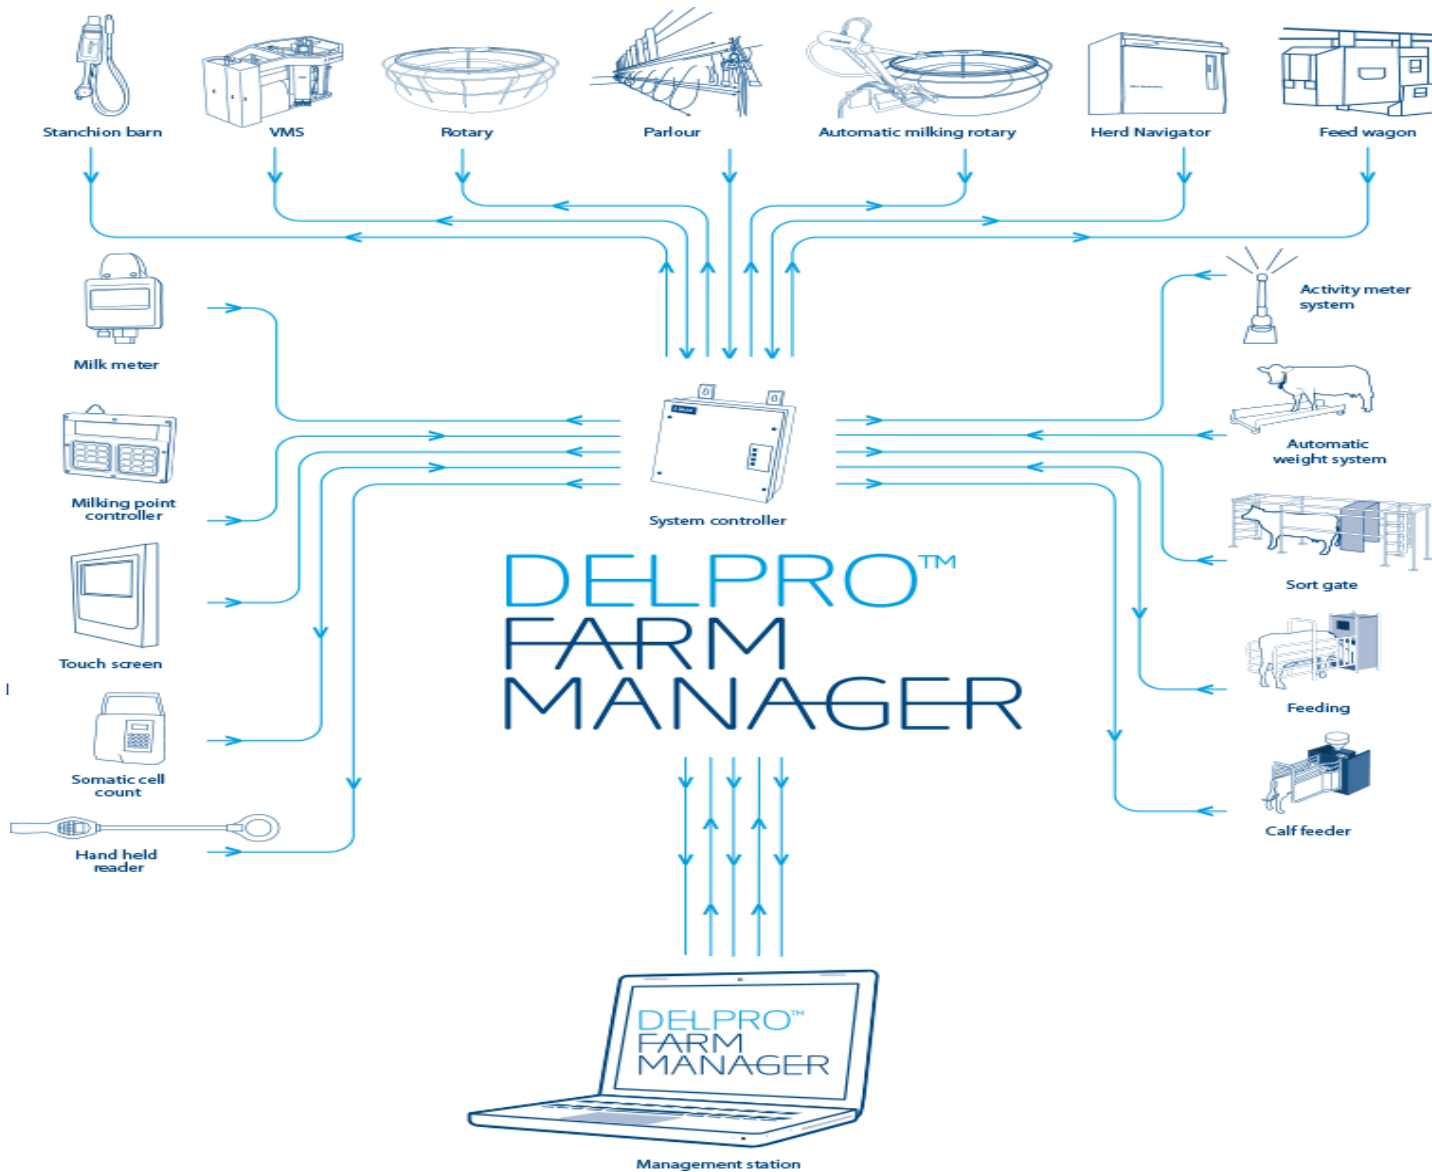 Stanchion barn
VMS
Rotary
Parlour
Automatic milking rotary
Herd Navigator
Feed wagon
Milk meter
Activity meter
system
Milking point
controller
Automatic
weight system
System controller
Touch screen
Sort gate
DELPRO™
FARM
MANAGER
Somatic cell
count
Feeding
Hand held
reader
Calf feeder
DELPRO™
FARM
MANAGER
Management station